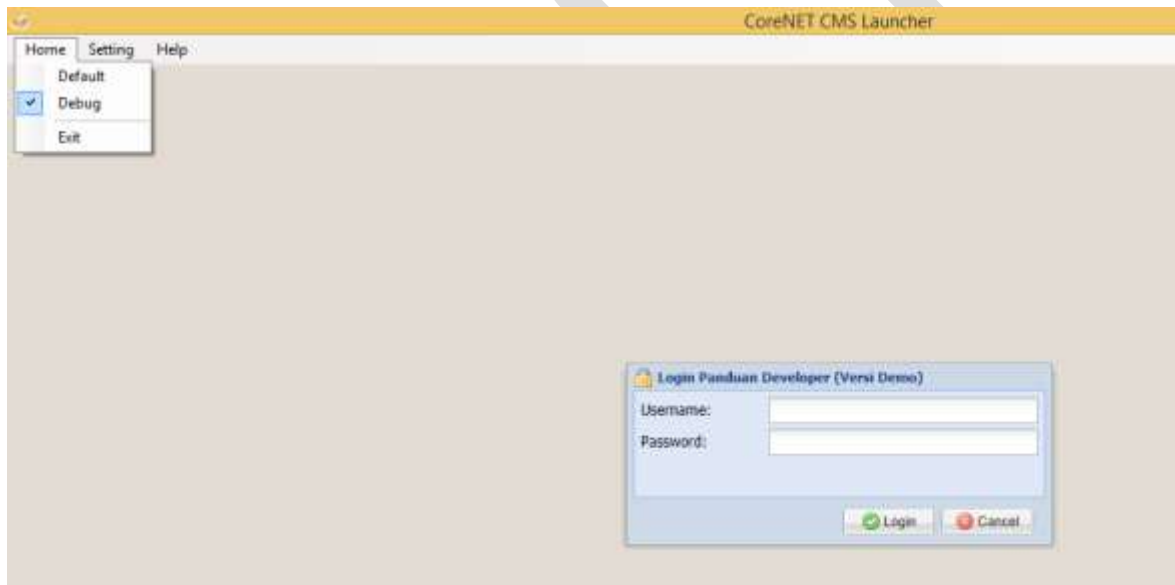 CoreNET CMS Launcher
Home Setting Help
Default
Debug
Exit
Login Panduan Developer (Versi Demo)
Username:
Password:
Login Cancel